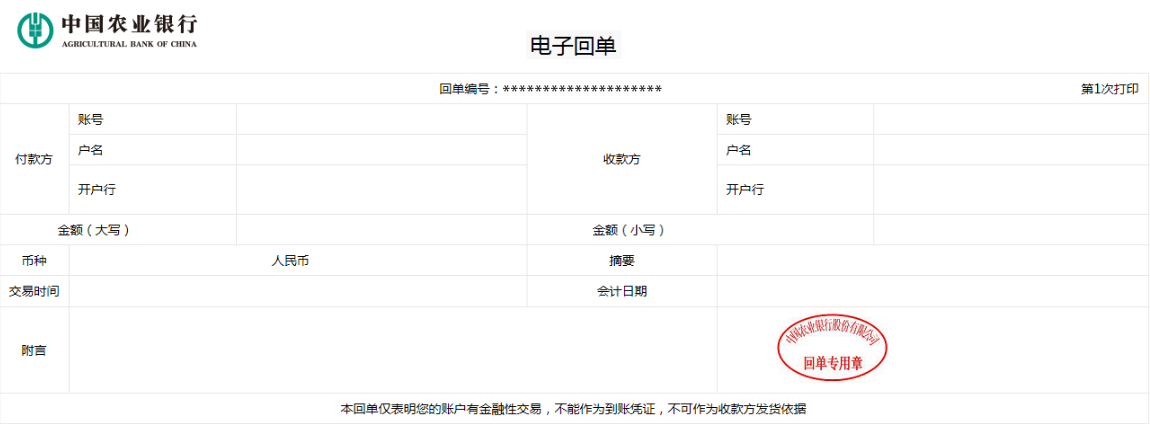 中国农业银行
AGRICULTURAL BANK OF CHINA
电子回单
回单编号：********************
第1次打印
付款方
账号
户名
开户行
收款方
账号
户名
开户行
金额（大写）
金额（小写）
币种
人民币
摘要
交易时间
会计日期
附言
中国农业银行股份有限公司
回单专用章
本回单仅表明您的账户有金融性交易，不能作为到账凭证，不可作为收款方发货依据